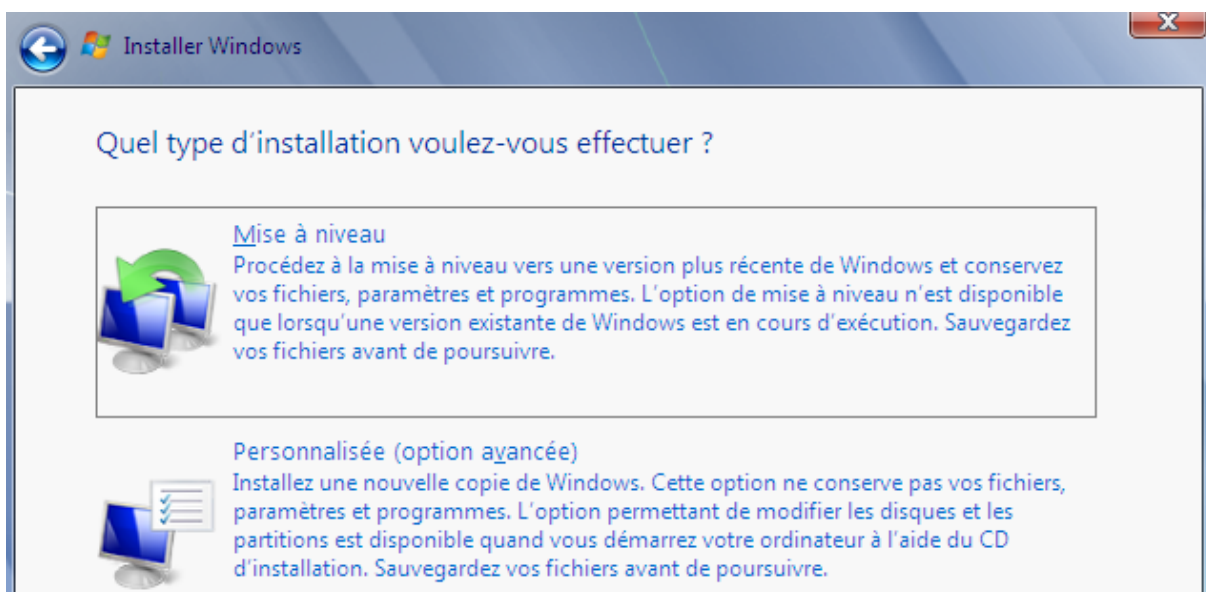 Installer Windows
Quel type d'installation voulez-vous effectuer ?
Mise à niveau
Procédez à la mise à niveau vers une version plus récente de Windows et conservez
vos fichiers, paramètres et programmes. L'option de mise à niveau n'est disponible
que lorsqu'une version existante de Windows est en cours d'exécution. Sauvegardez
vos fichiers avant de poursuivre.
Personnalisée (option avancée)
Installez une nouvelle copie de Windows. Cette option ne conserve pas vos fichiers,
paramètres et programmes. L'option permettant de modifier les disques et les
partitions est disponible quand vous démarrez votre ordinateur à l'aide du CD
d'installation. Sauvegardez vos fichiers avant de poursuivre.